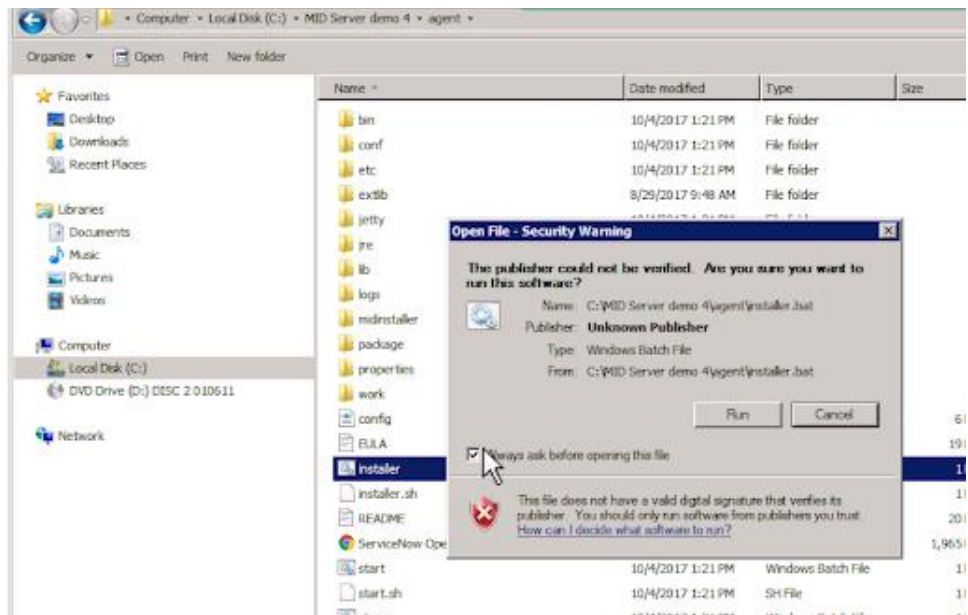 Computer Local Disk (C:) MID Server demo 4 agent
Organize Open Print New folder
Name Date modified Type Size
Favorites
Desktop
Downloads
Recent Places
Libraries
Documents
Music
Pictures
Videos
Computer
Local Disk (C:)
DVD Drive (D:) DISC 2 010611
Network
bin 10/4/2017 1:21 PM File folder
conf 10/4/2017 1:21 PM File folder
etc 10/4/2017 1:21 PM File folder
extlib 8/29/2017 9:48 AM File folder
jetty
jre
lib
logs
midinstaller
package
properties
work
config 6
EULA 19
installer 1
installer.sh 1
README 20
ServiceNow Ope 1,965
start 10/4/2017 1:21 PM Windows Batch File 1
start.sh 10/4/2017 1:21 PM SH File 1
Open File - Security Warning
The publisher could not be verified. Are you sure you want to
run this software?
Name: C:\MID Server demo 4\agent\installer.bat
Publisher: Unknown Publisher
Type: Windows Batch File
From: C:\MID Server demo 4\agent\installer.bat
Run Cancel
Always ask before opening this file
This file does not have a valid digital signature that verifies its
publisher. You should only run software from publishers you trust.
How can I decide what software to run?